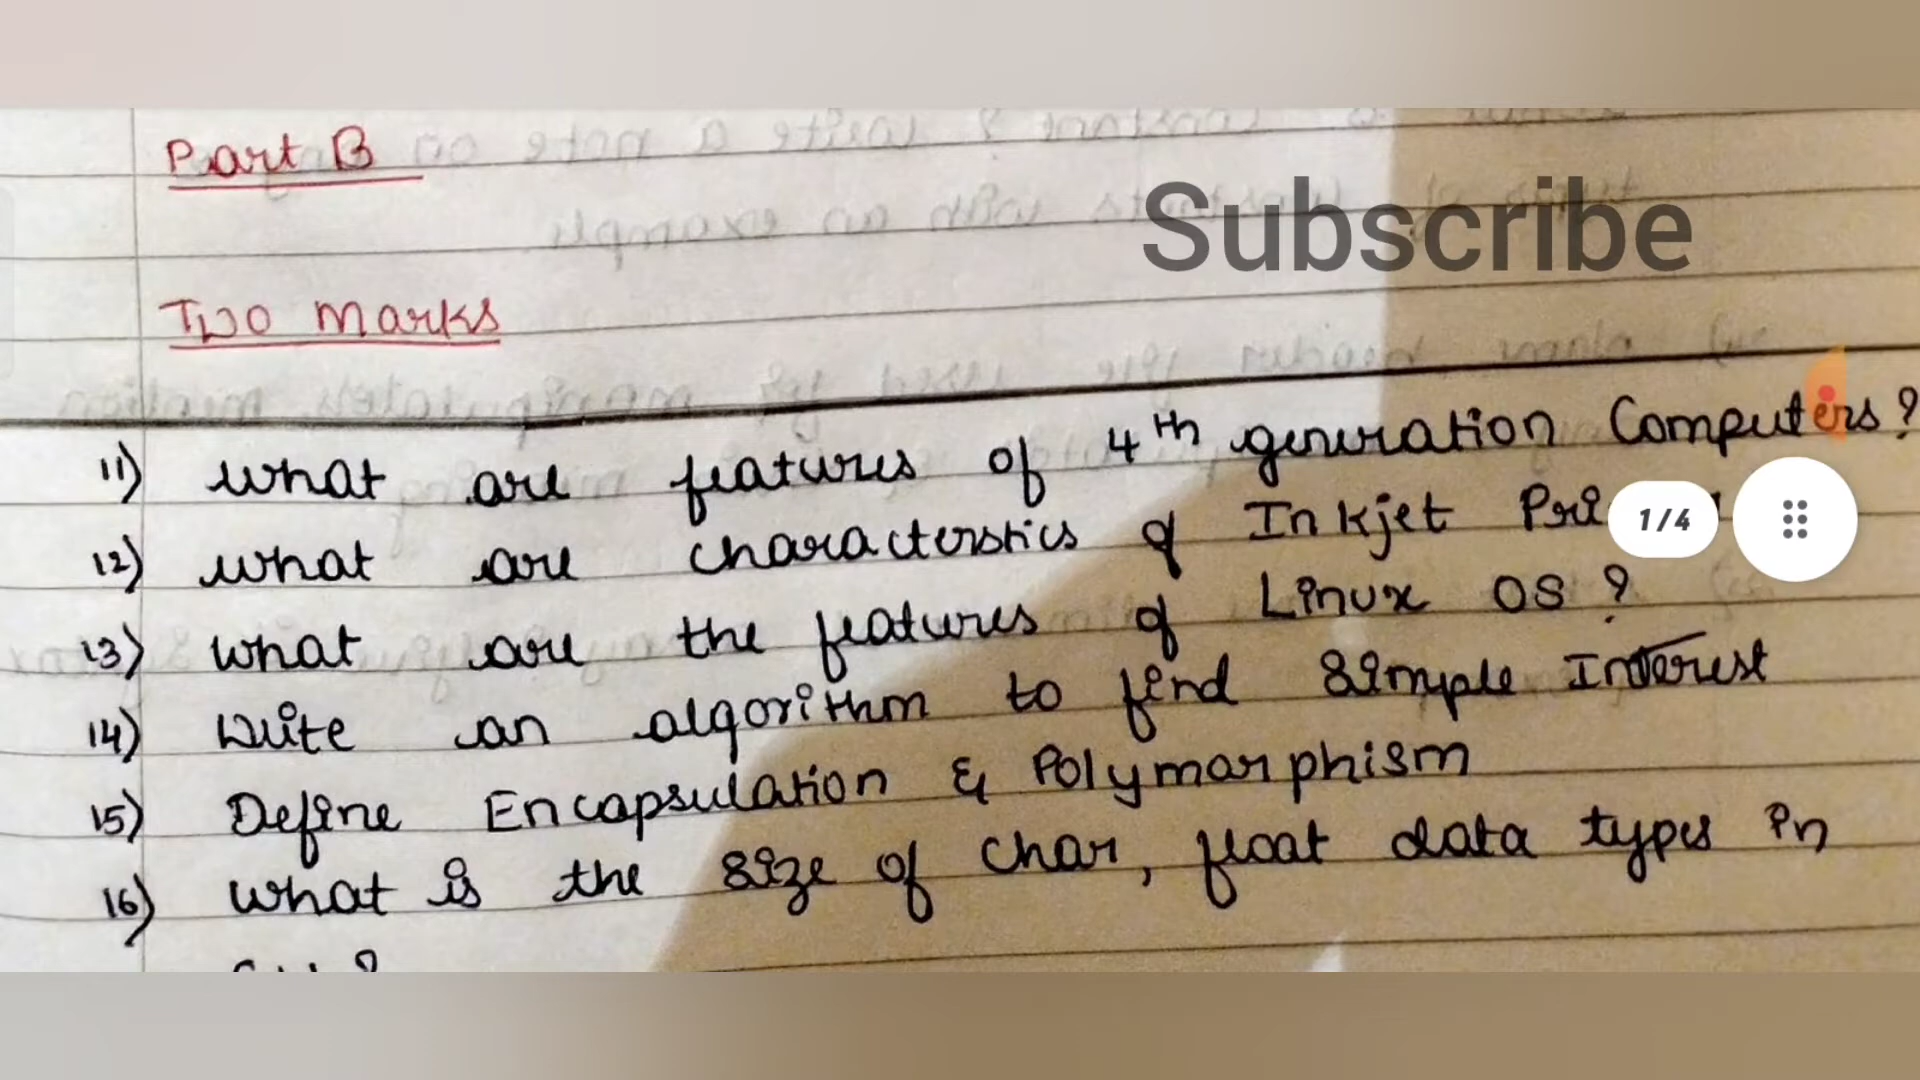 Part B
Subscribe
Two Marks
11) what are features of 4th generation Computers?
12) what are characterstics of Inkjet
1/4
13) what are the features of Linux OS?
14) Write an algorithm to find Simple Interest
15) Define Encapsulation & Polymorphism
16) what is the size of char, float data types in